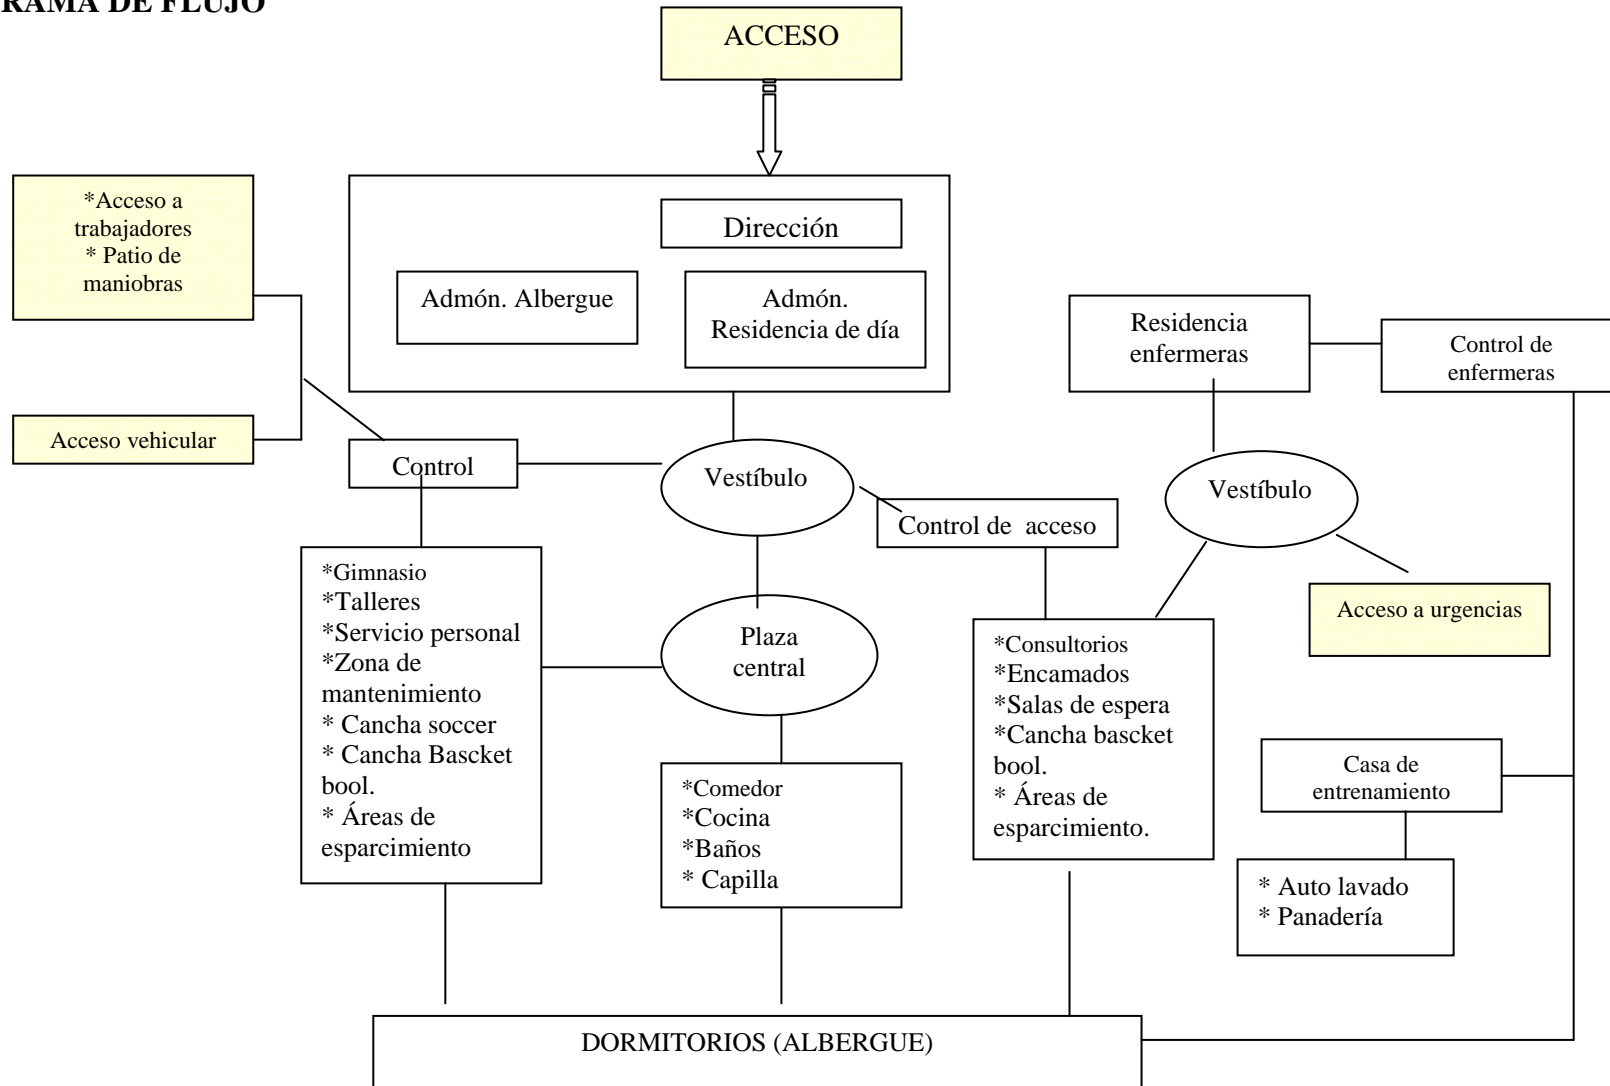 RAMA DE FLUJO
ACCESO
*Acceso a
trabajadores
* Patio de
maniobras
Dirección
Admón. Albergue
Admón.
Residencia de día
Residencia
enfermeras
Control de
enfermeras
Acceso vehicular
Control
Vestíbulo
Control de  acceso
Vestíbulo
Acceso a urgencias
*Gimnasio
*Talleres
*Servicio personal
*Zona de
mantenimiento
* Cancha soccer
* Cancha Bascket
bool.
* Áreas de
esparcimiento
Plaza
central
*Consultorios
*Encamados
*Salas de espera
*Cancha bascket
bool.
* Áreas de
esparcimiento.
*Comedor
*Cocina
*Baños
* Capilla
Casa de
entrenamiento
* Auto lavado
* Panadería
DORMITORIOS (ALBERGUE)